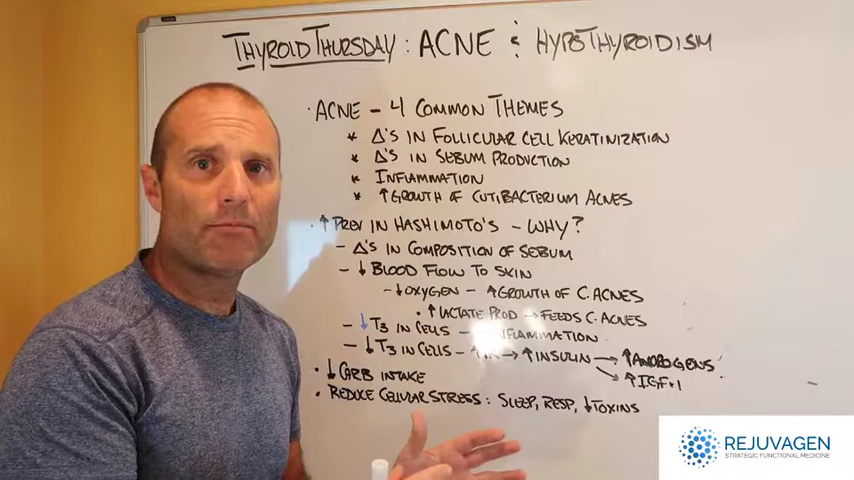 THYROID THURSDAY: ACNE & HYPOTHYROIDISM
• ACNE - 4 COMMON THEMES
* Δ'S IN FOLLICULAR CELL KERATINIZATION
* Δ'S IN SEBUM PRODUCTION
* INFLAMMATION
* ↑GROWTH OF CUTIBACTERIUM ACNES
• ↑ PREV IN HASHIMOTO'S - WHY?
- Δ'S IN COMPOSITION OF SEBUM
- ↓ BLOOD FLOW TO SKIN
- ↓OXYGEN - ↑GROWTH OF C. ACNES
• ↑ LACTATE PROD → FEEDS C. ACNES
- ↓T3 IN CELLS - INFLAMMATION
- ↓T3 IN CELLS - ↑ → ↑INSULIN → ↑ANDROGENS
↑IGF-1
• ↓CARB INTAKE
• REDUCE CELLULAR STRESS: SLEEP, RESP, ↓TOXINS
REJUVAGEN
STRATEGIC FUNCTIONAL MEDICINE